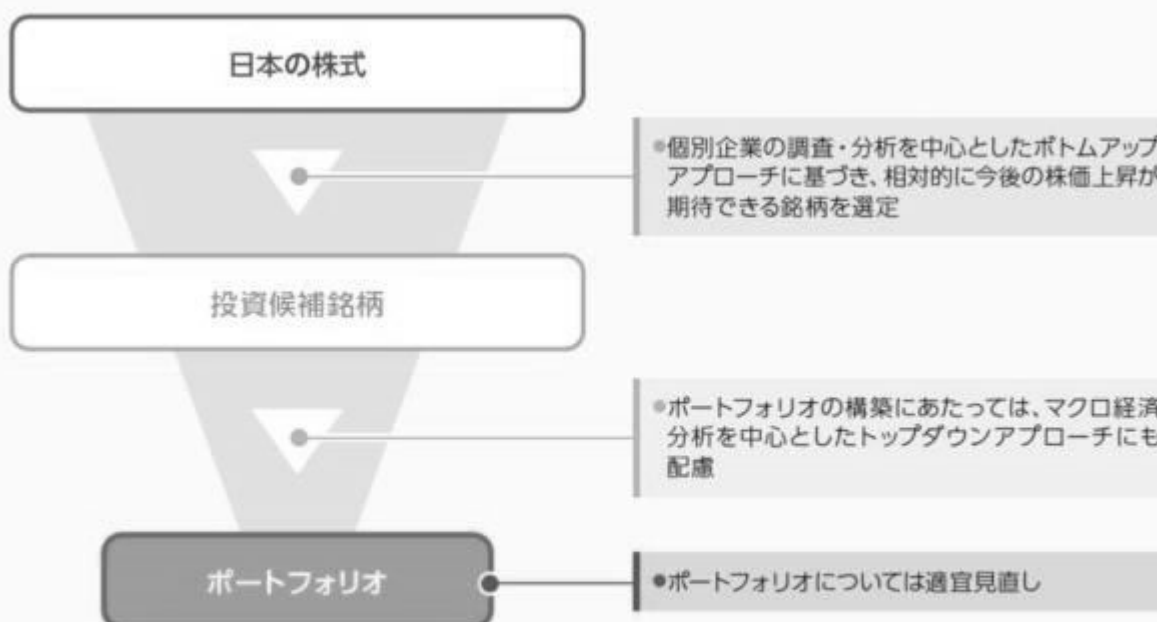 日本の株式
●個別企業の調査・分析を中心としたボトムアップ
アプローチに基づき、相対的に今後の株価上昇が
期待できる銘柄を選定
投資候補銘柄
●ポートフォリオの構築にあたっては、マクロ経済
分析を中心としたトップダウンアプローチにも
配慮
ポートフォリオ
●ポートフォリオについては適宜見直し